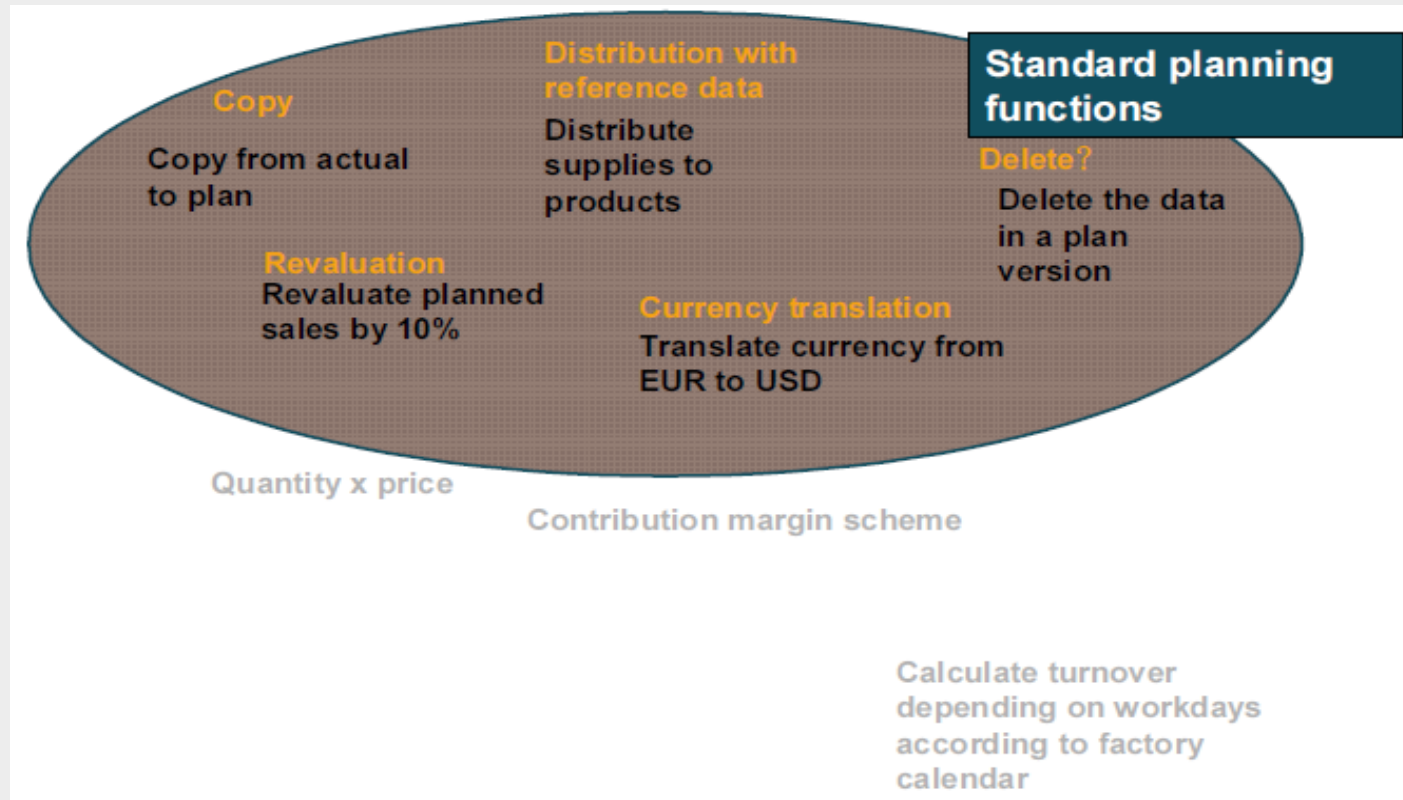 Standard planning
functions
Copy
Copy from actual
to plan
Distribution with
reference data
Distribute
supplies to
products
Delete?
Delete the data
in a plan
version
Revaluation
Revaluate planned
sales by 10%
Currency translation
Translate currency from
EUR to USD
Quantity x price
Contribution margin scheme
Calculate turnover
depending on workdays
according to factory
calendar